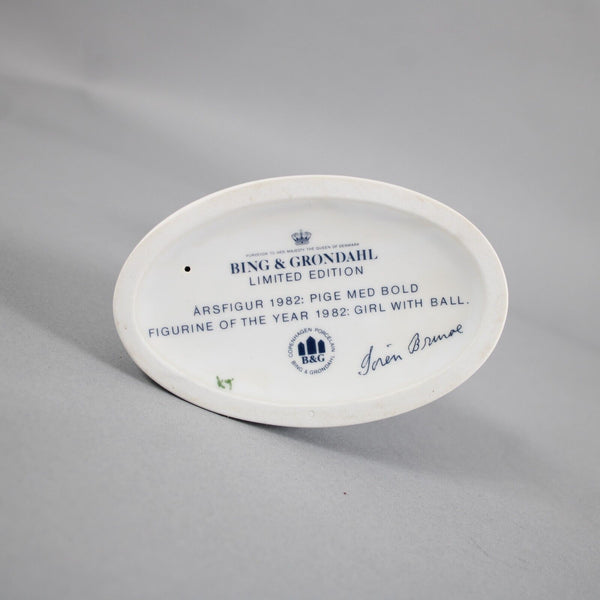 PURVEYOR TO HER MAJESTY THE QUEEN OF DENMARK
BING & GRONDAHL
LIMITED EDITION
ÅRSFIGUR 1982: PIGE MED BOLD
FIGURINE OF THE YEAR 1982: GIRL WITH BALL.
COPENHAGEN PORCELAIN
B&G
BING & GRONDAHL